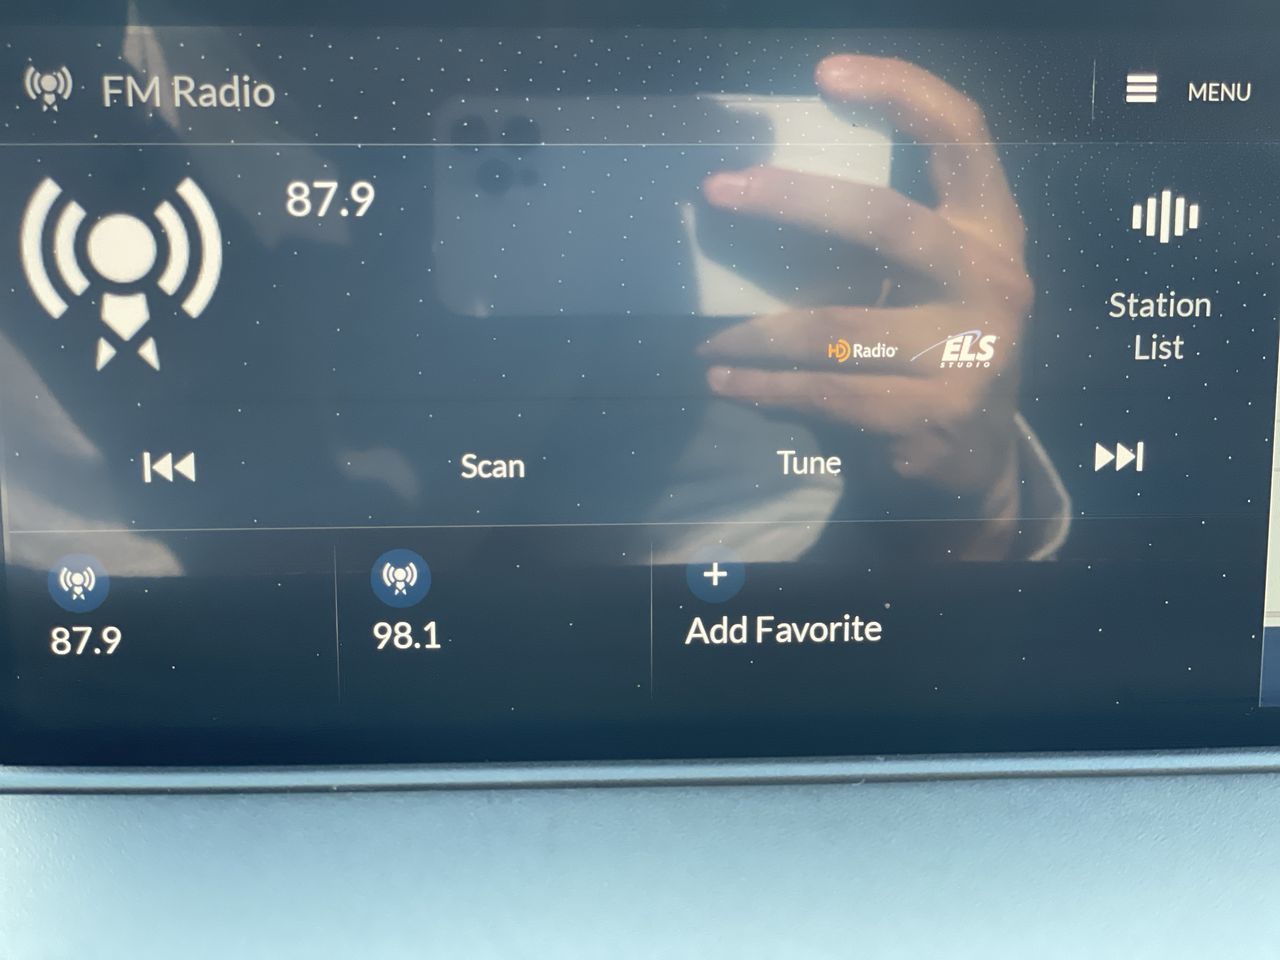 FM Radio
MENU
87.9
Station
List
HD Radio
ELS
STUDIO
Scan
Tune
87.9
98.1
+
Add Favorite